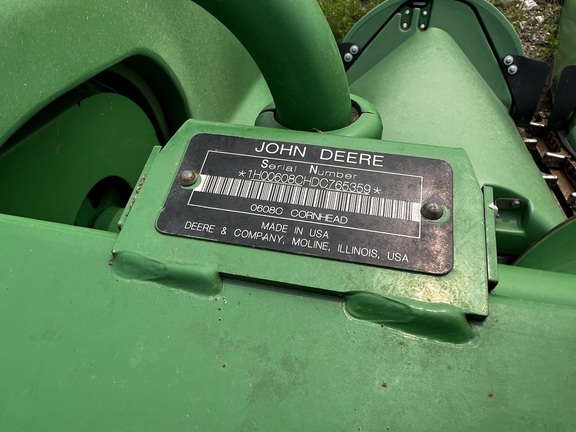 JOHN DEERE
Serial Number
*1H00608CHDC765359*
0608C CORNHEAD
MADE IN USA
DEERE & COMPANY, MOLINE, ILLINOIS, USA